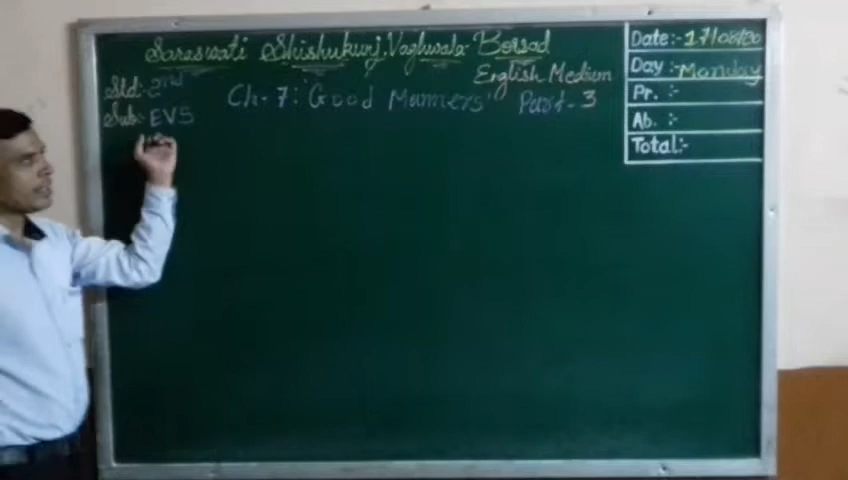 Saraswati Shishukunj, Vaghwala Borsad
English Medium
Std:- 2nd
Sub:- EVS
Ch-7: Good Manners Part-3
Date:- 17/08/20
Day:- Monday
Pr. :-
Ab. :-
Total:-